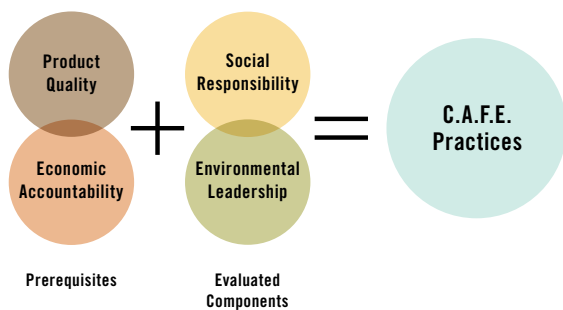 Product
Quality
Economic
Accountability
+
Social
Responsibility
Environmental
Leadership
=
C.A.F.E.
Practices
Prerequisites
Evaluated
Components